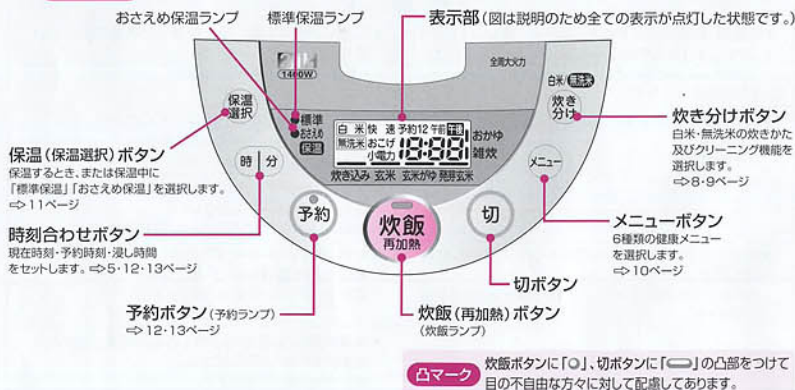 おさえめ保温ランプ
標準保温ランプ
表示部(図は説明のため全ての表示が点灯した状態です。)
1400W
全周大火力
白米/無洗米
保温
選択
炊き
分け
標準
おさえめ
保温
白米 快速 予約12 午前 午後
無洗米 おこげ
小電力
18:88
おかゆ
雑炊
炊き込み 玄米 玄米がゆ 発芽玄米
時 分
メニュー
予約
炊飯
再加熱
切
保温(保温選択)ボタン
保温するとき、または保温中に
「標準保温」「おさえめ保温」を選択します。
⇨11ページ
時刻合わせボタン
現在時刻・予約時刻・浸し時間
をセットします。⇨5・12・13ページ
予約ボタン(予約ランプ)
⇨12・13ページ
炊飯(再加熱)ボタン
(炊飯ランプ)
切ボタン
炊き分けボタン
白米・無洗米の炊きかた
及びクリーニング機能を
選択します。
⇨8・9ページ
メニューボタン
6種類の健康メニュー
を選択します。
⇨10ページ
凸マーク
炊飯ボタンに「○」、切ボタンに「⊂⊃」の凸部をつけて
目の不自由な方々に対して配慮してあります。